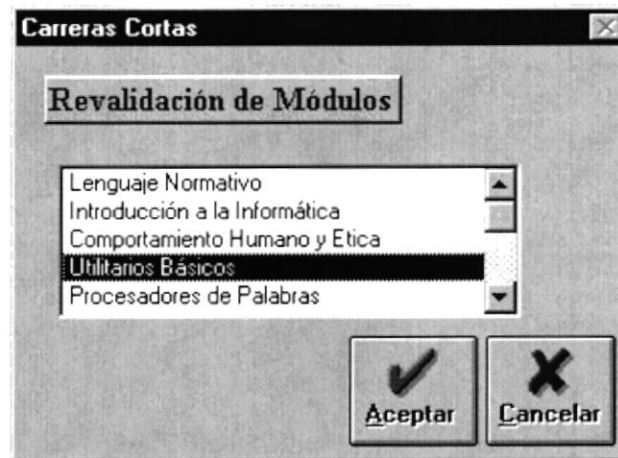 Carreras Cortas
Revalidación de Módulos
Lenguaje Normativo
Introducción a la Informática
Comportamiento Humano y Etica
Utilitarios Básicos
Procesadores de Palabras
Aceptar
Cancelar